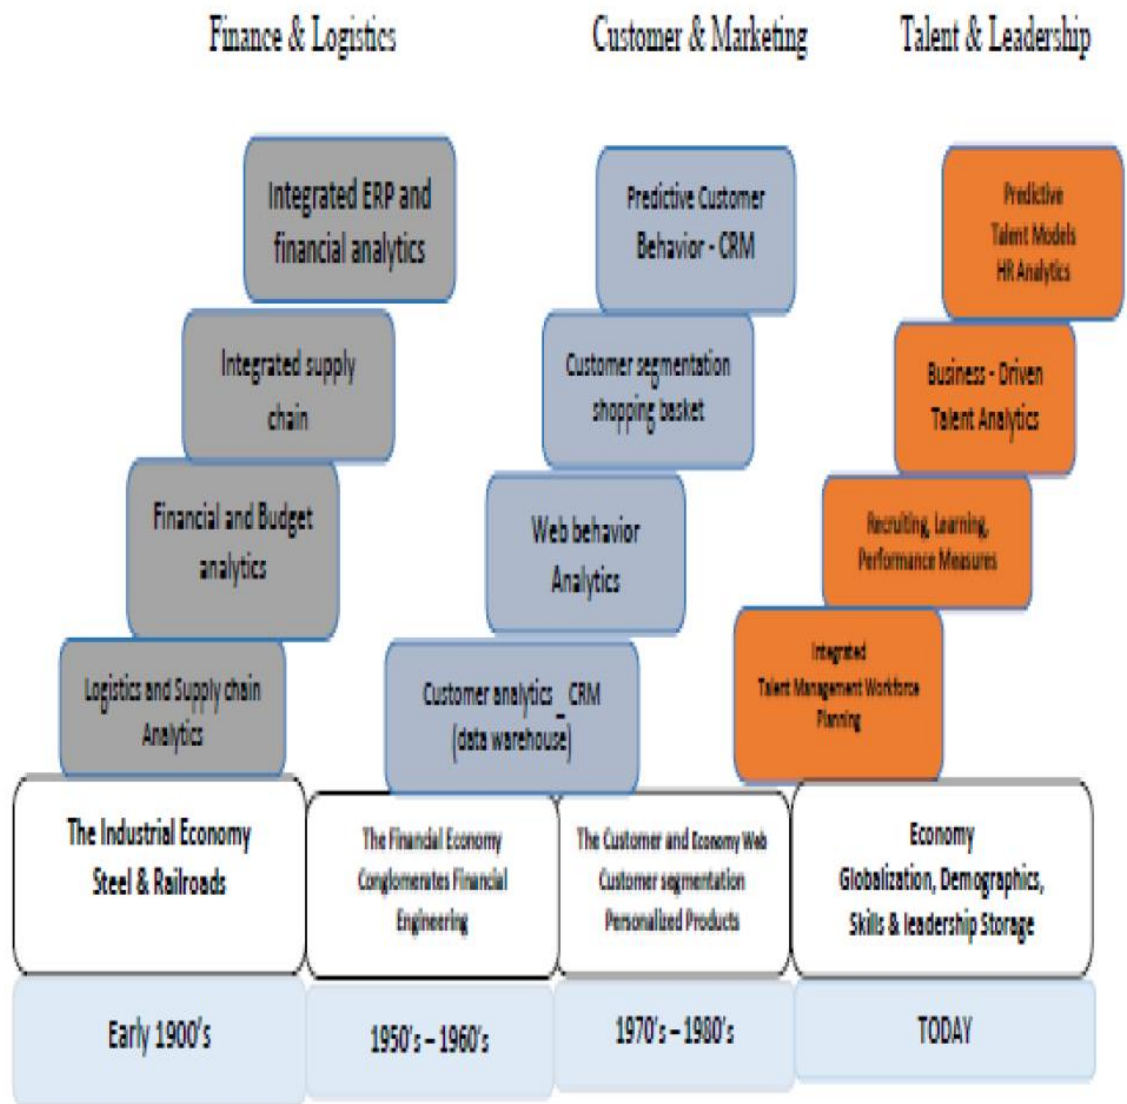 Finance & Logistics
Customer & Marketing
Talent & Leadership
Integrated ERP and
financial analytics
Integrated supply
chain
Financial and Budget
analytics
Logistics and Supply chain
Analytics
Predictive Customer
Behavior - CRM
Customer segmentation
shopping basket
Web behavior
Analytics
Customer analytics _ CRM
(data warehouse)
Predictive
Talent Models
HR Analytics
Business - Driven
Talent Analytics
Recruiting, Learning,
Performance Measures
Integrated
Talent Management Workforce
Planning
The Industrial Economy
Steel & Railroads
The Financial Economy
Conglomerates Financial
Engineering
The Customer and Economy Web
Customer segmentation
Personalized Products
Economy
Globalization, Demographics,
Skills & leadership Storage
Early 1900's
1950's – 1960's
1970's – 1980's
TODAY